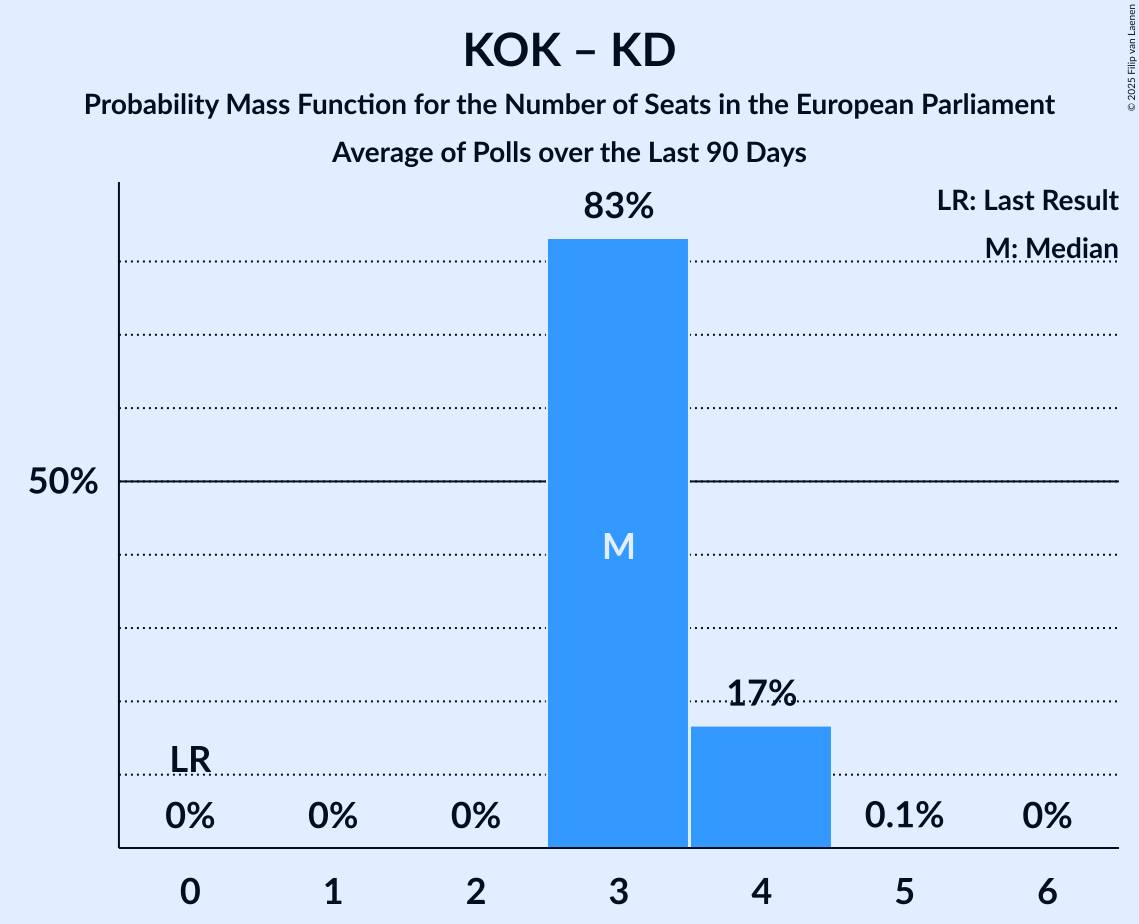 KOK – KD
Probability Mass Function for the Number of Seats in the European Parliament
Average of Polls over the Last 90 Days
© 2025 Filip van Laenen
LR: Last Result
M: Median
83%
50%
M
17%
LR
0%
0%
0%
0.1%
0%
0
1
2
3
4
5
6